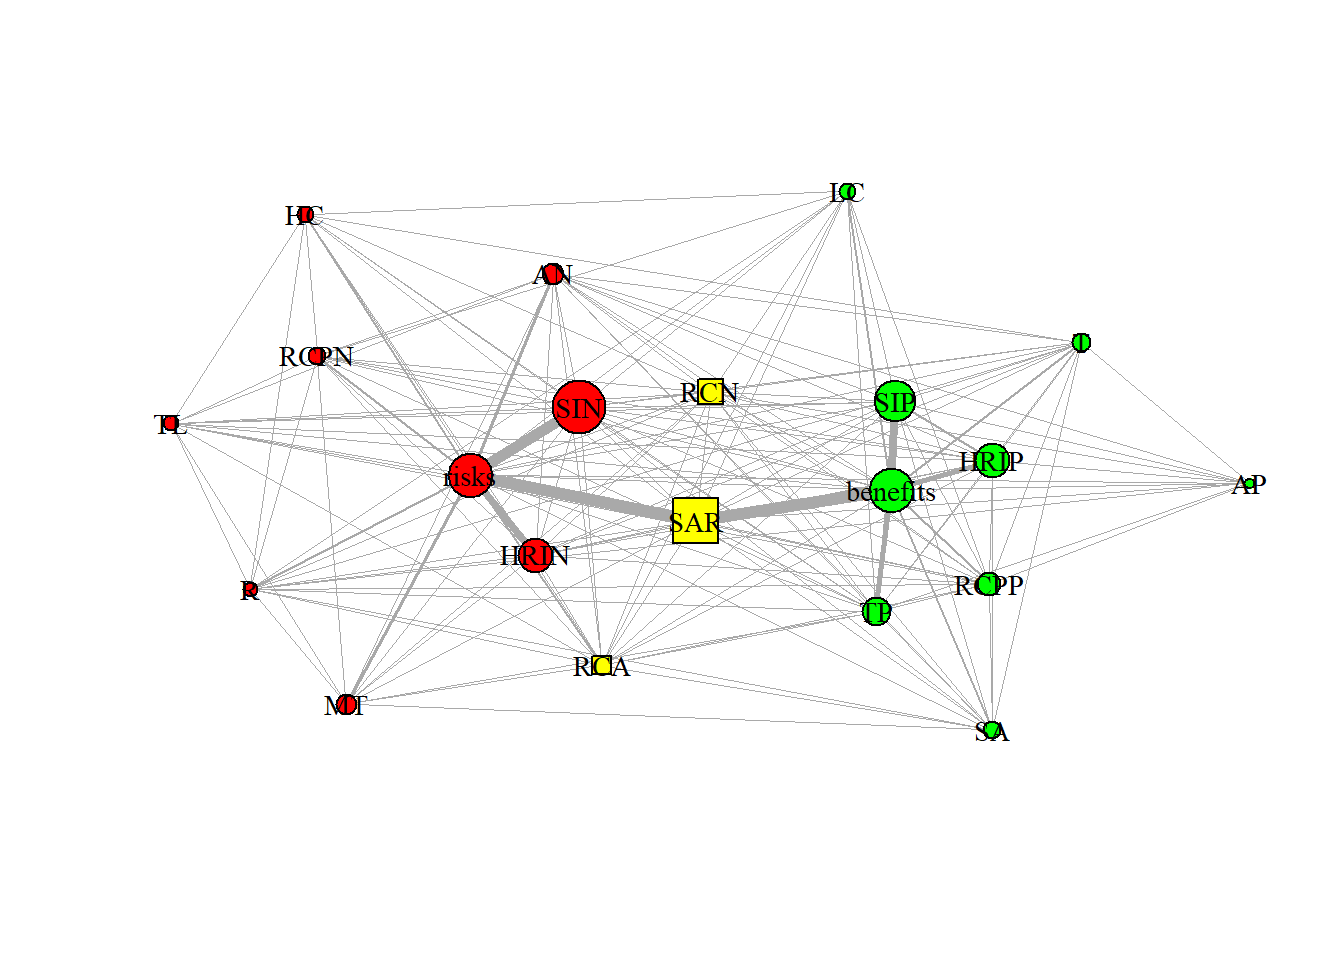 LC
HC
AN
T
RCPN
RCN
SIP
SIN
TL
HRIP
risks
benefits
AP
SAR
HRIN
RCPP
R
TP
RCA
MT
SA